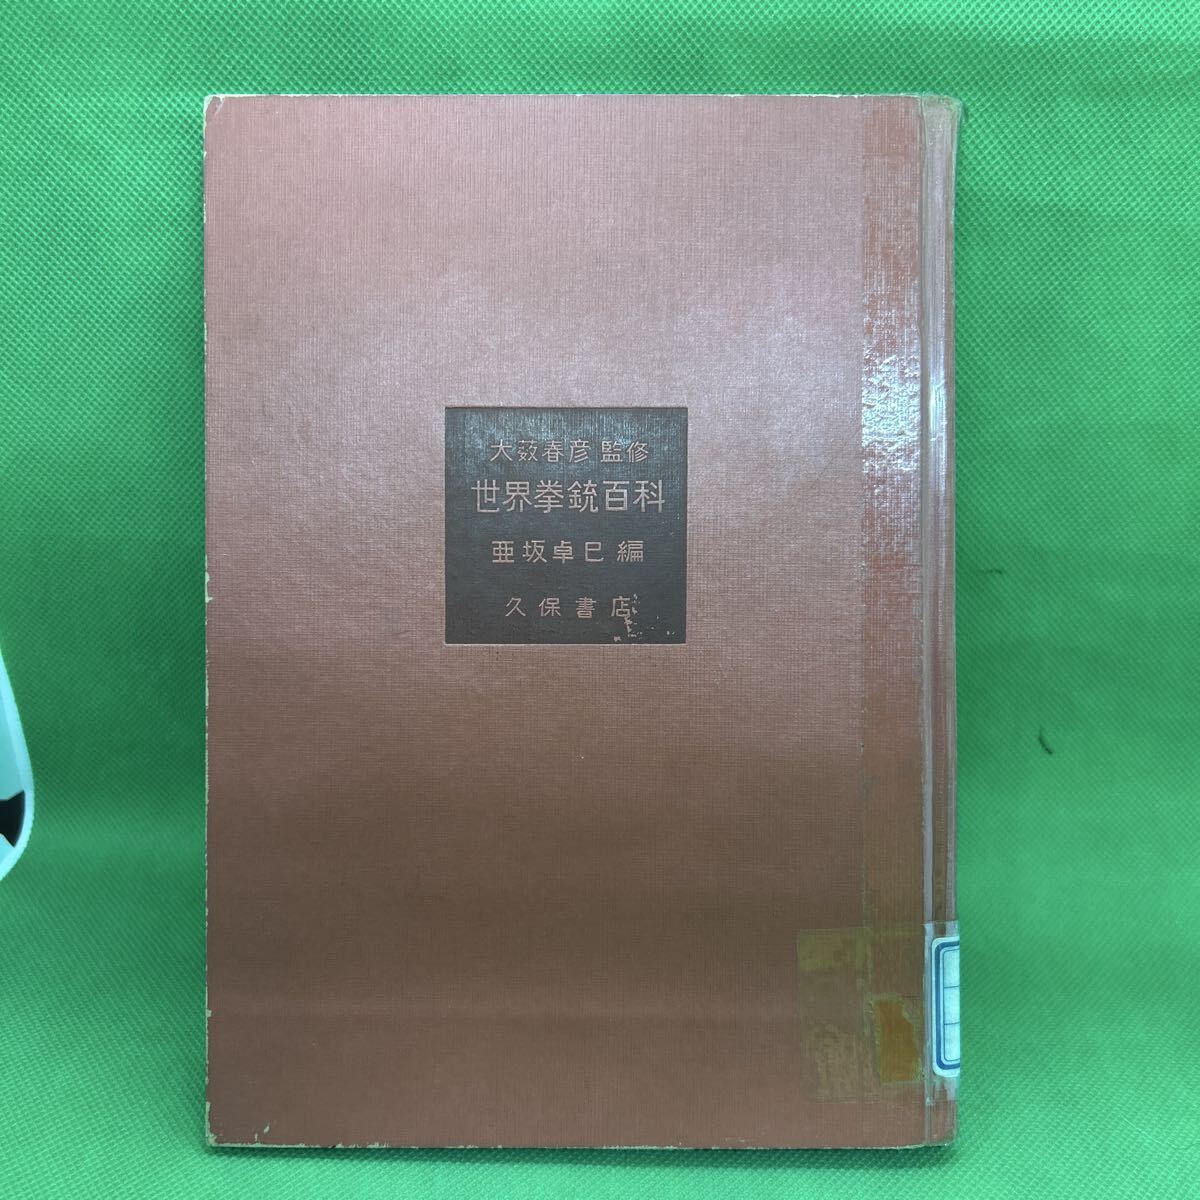 大薮春彦監修
世界拳銃百科
亜坂卓巳編
久保書店